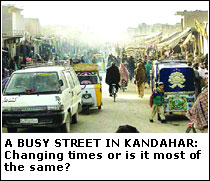 A BUSY STREET IN KANDAHAR:
Changing times or is it most of
the same?